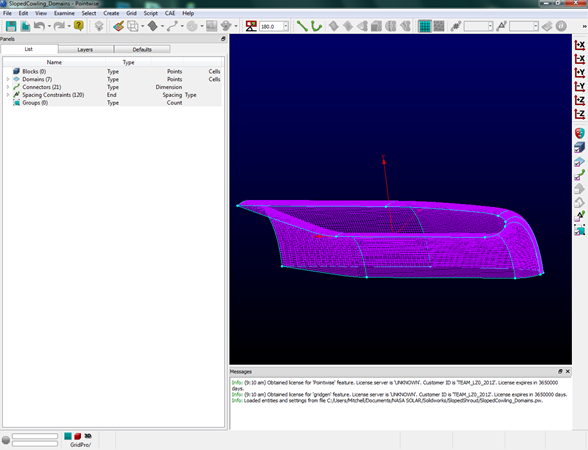 SlopedCowling_Domains - Pointwise
File Edit View Examine Select Create Grid Script CAE Help
180.0
Panels
List Layers Defaults
Name Type
Blocks (0) Type Points Cells
Domains (7) Type Points Cells
Connectors (21) Type Dimension
Spacing Constraints (120) End Spacing Type
Groups (0) Type Count
Messages
Info: (9:10 am) Obtained license for 'Pointwise' feature. License server is 'UNKNOWN'. Customer ID is 'TEAM_LZ0_2012'. License expires in 3650000
days.
Info: (9:10 am) Obtained license for 'gridgen' feature. License server is 'UNKNOWN'. Customer ID is 'TEAM_LZ0_2012'. License expires in 3650000
days.
Info: Loaded entities and settings from file C:/Users/Mitchell/Documents/NASA SOLAR/Solidworks/SlopedShroud/SlopedCowling_Domains.pw.
+X
-X
+Y
-Y
+Z
-Z
3D
GridPro/